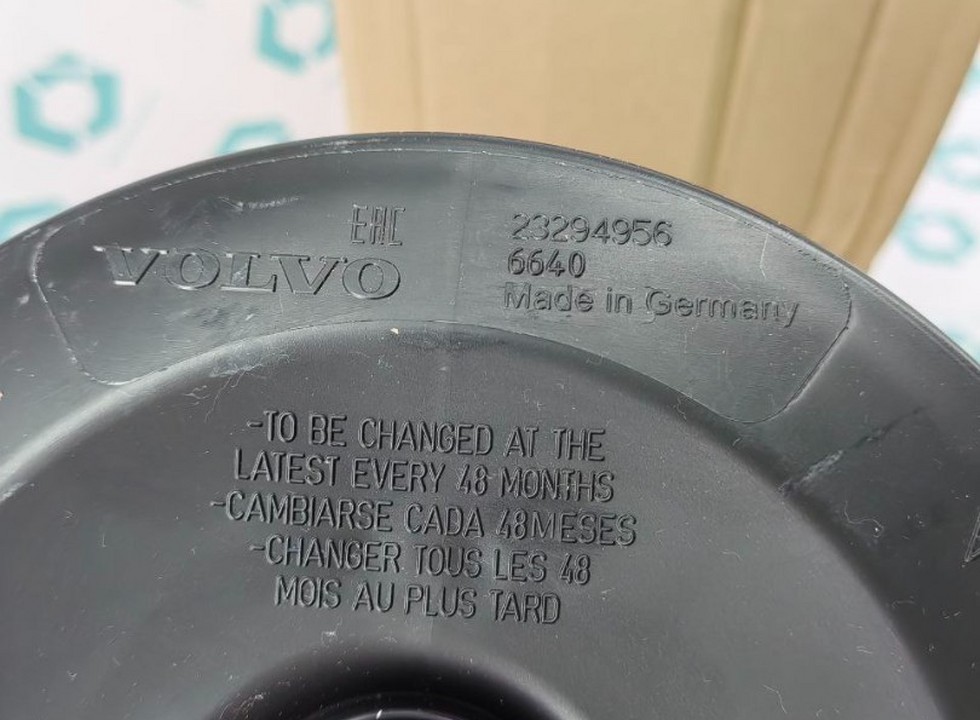 EAC
VOLVO
23294956
6640
Made in Germany
-TO BE CHANGED AT THE
LATEST EVERY 48 MONTHS
-CAMBIARSE CADA 48MESES
-CHANGER TOUS LES 48
MOIS AU PLUS TARD